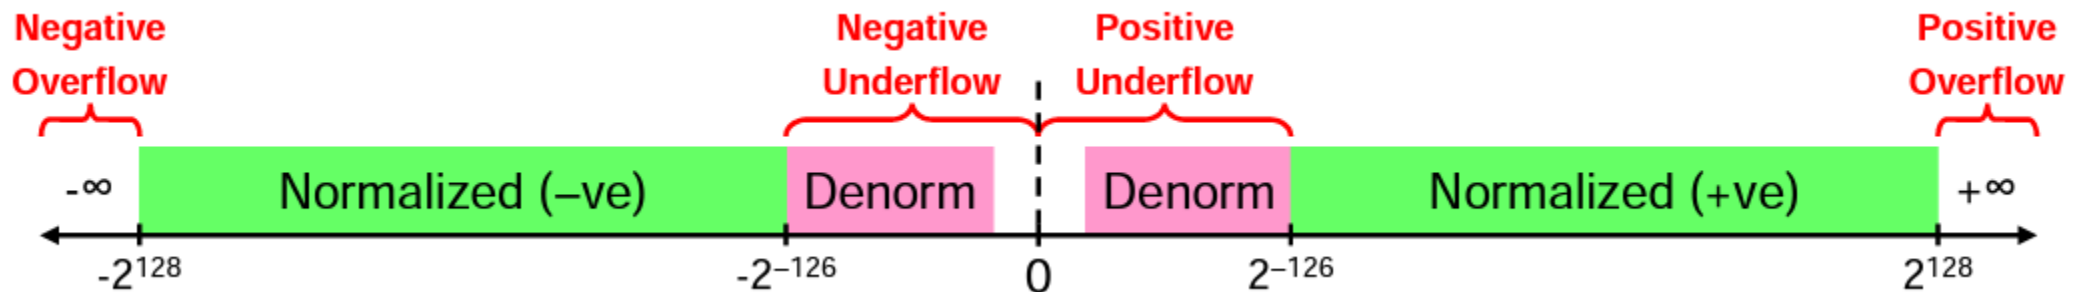 Negative Negative Positive Positive
Overflow Underflow Underflow Overflow
-∞ Normalized (–ve) Denorm Denorm Normalized (+ve) +∞
-2¹²⁸ -2⁻¹²⁶ 0 2⁻¹²⁶ 2¹²⁸